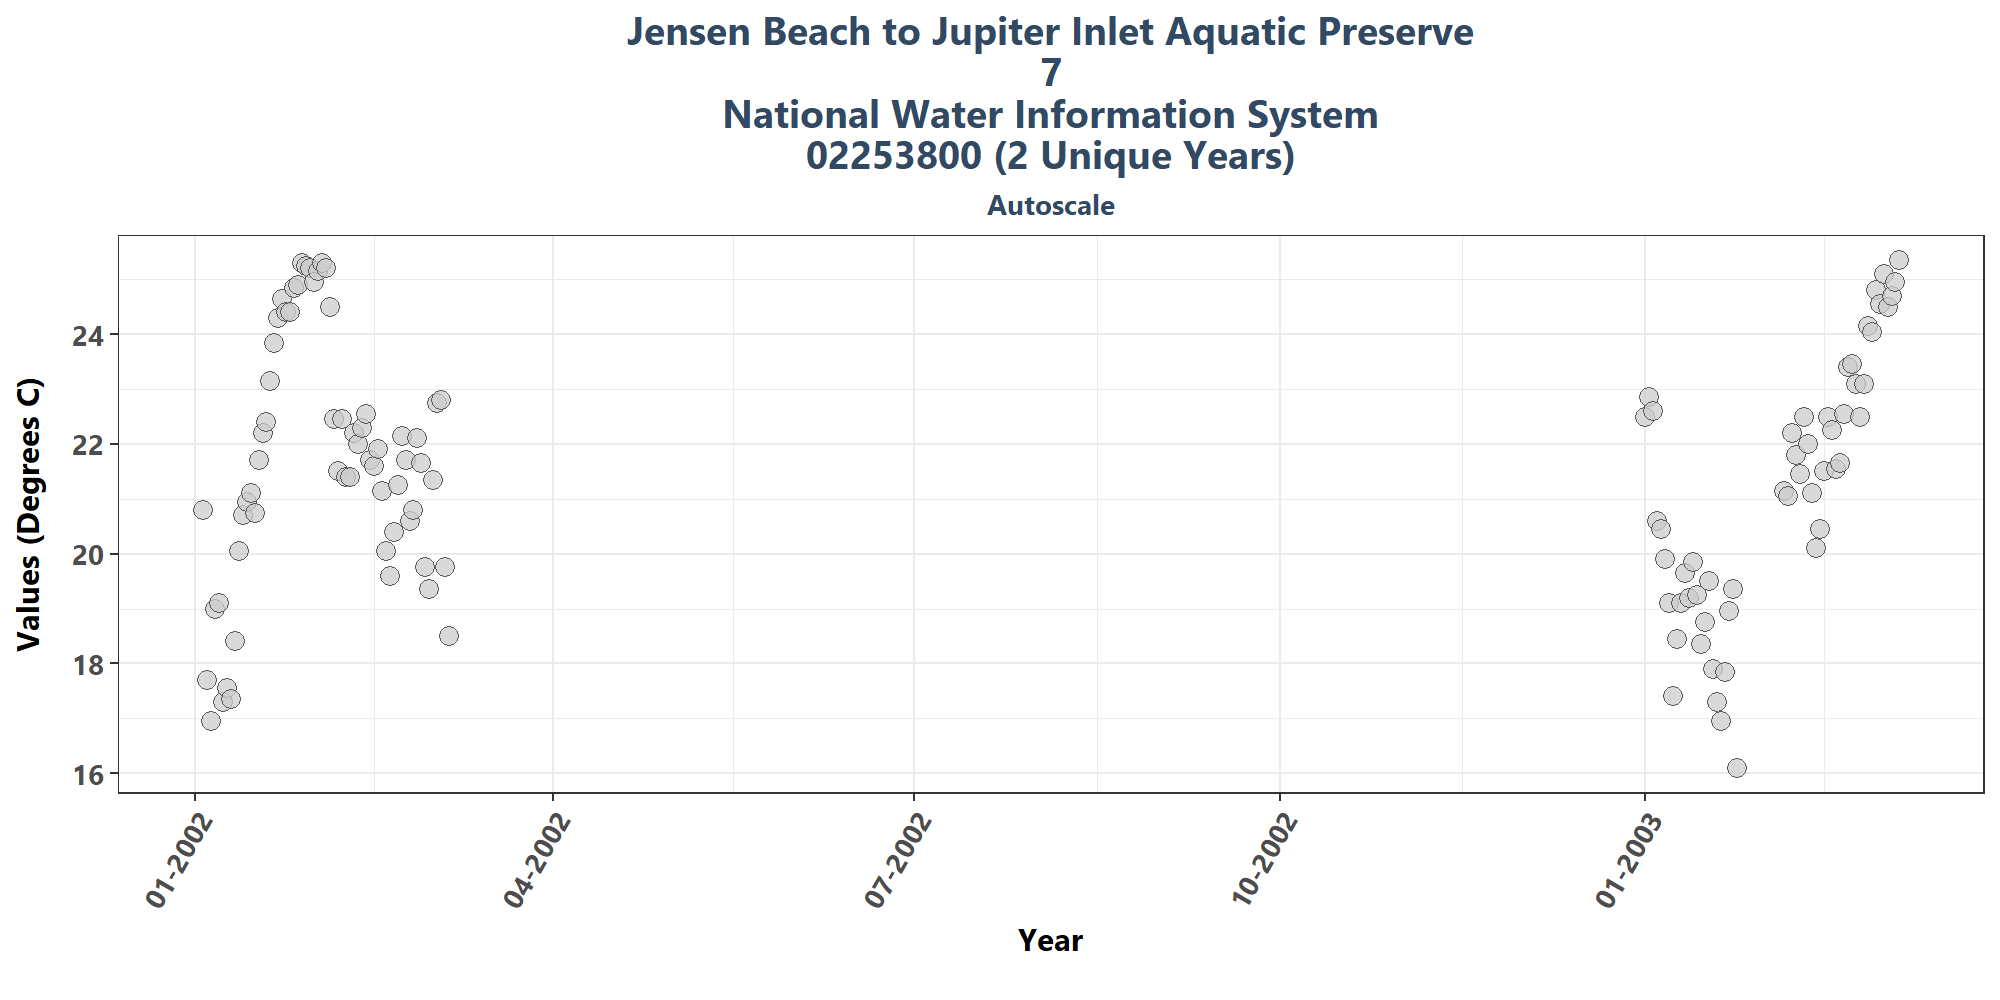 Jensen Beach to Jupiter Inlet Aquatic Preserve
7
National Water Information System
02253800 (2 Unique Years)
Autoscale
Values (Degrees C)
24
22
20
18
16
01-2002
04-2002
07-2002
10-2002
01-2003
Year